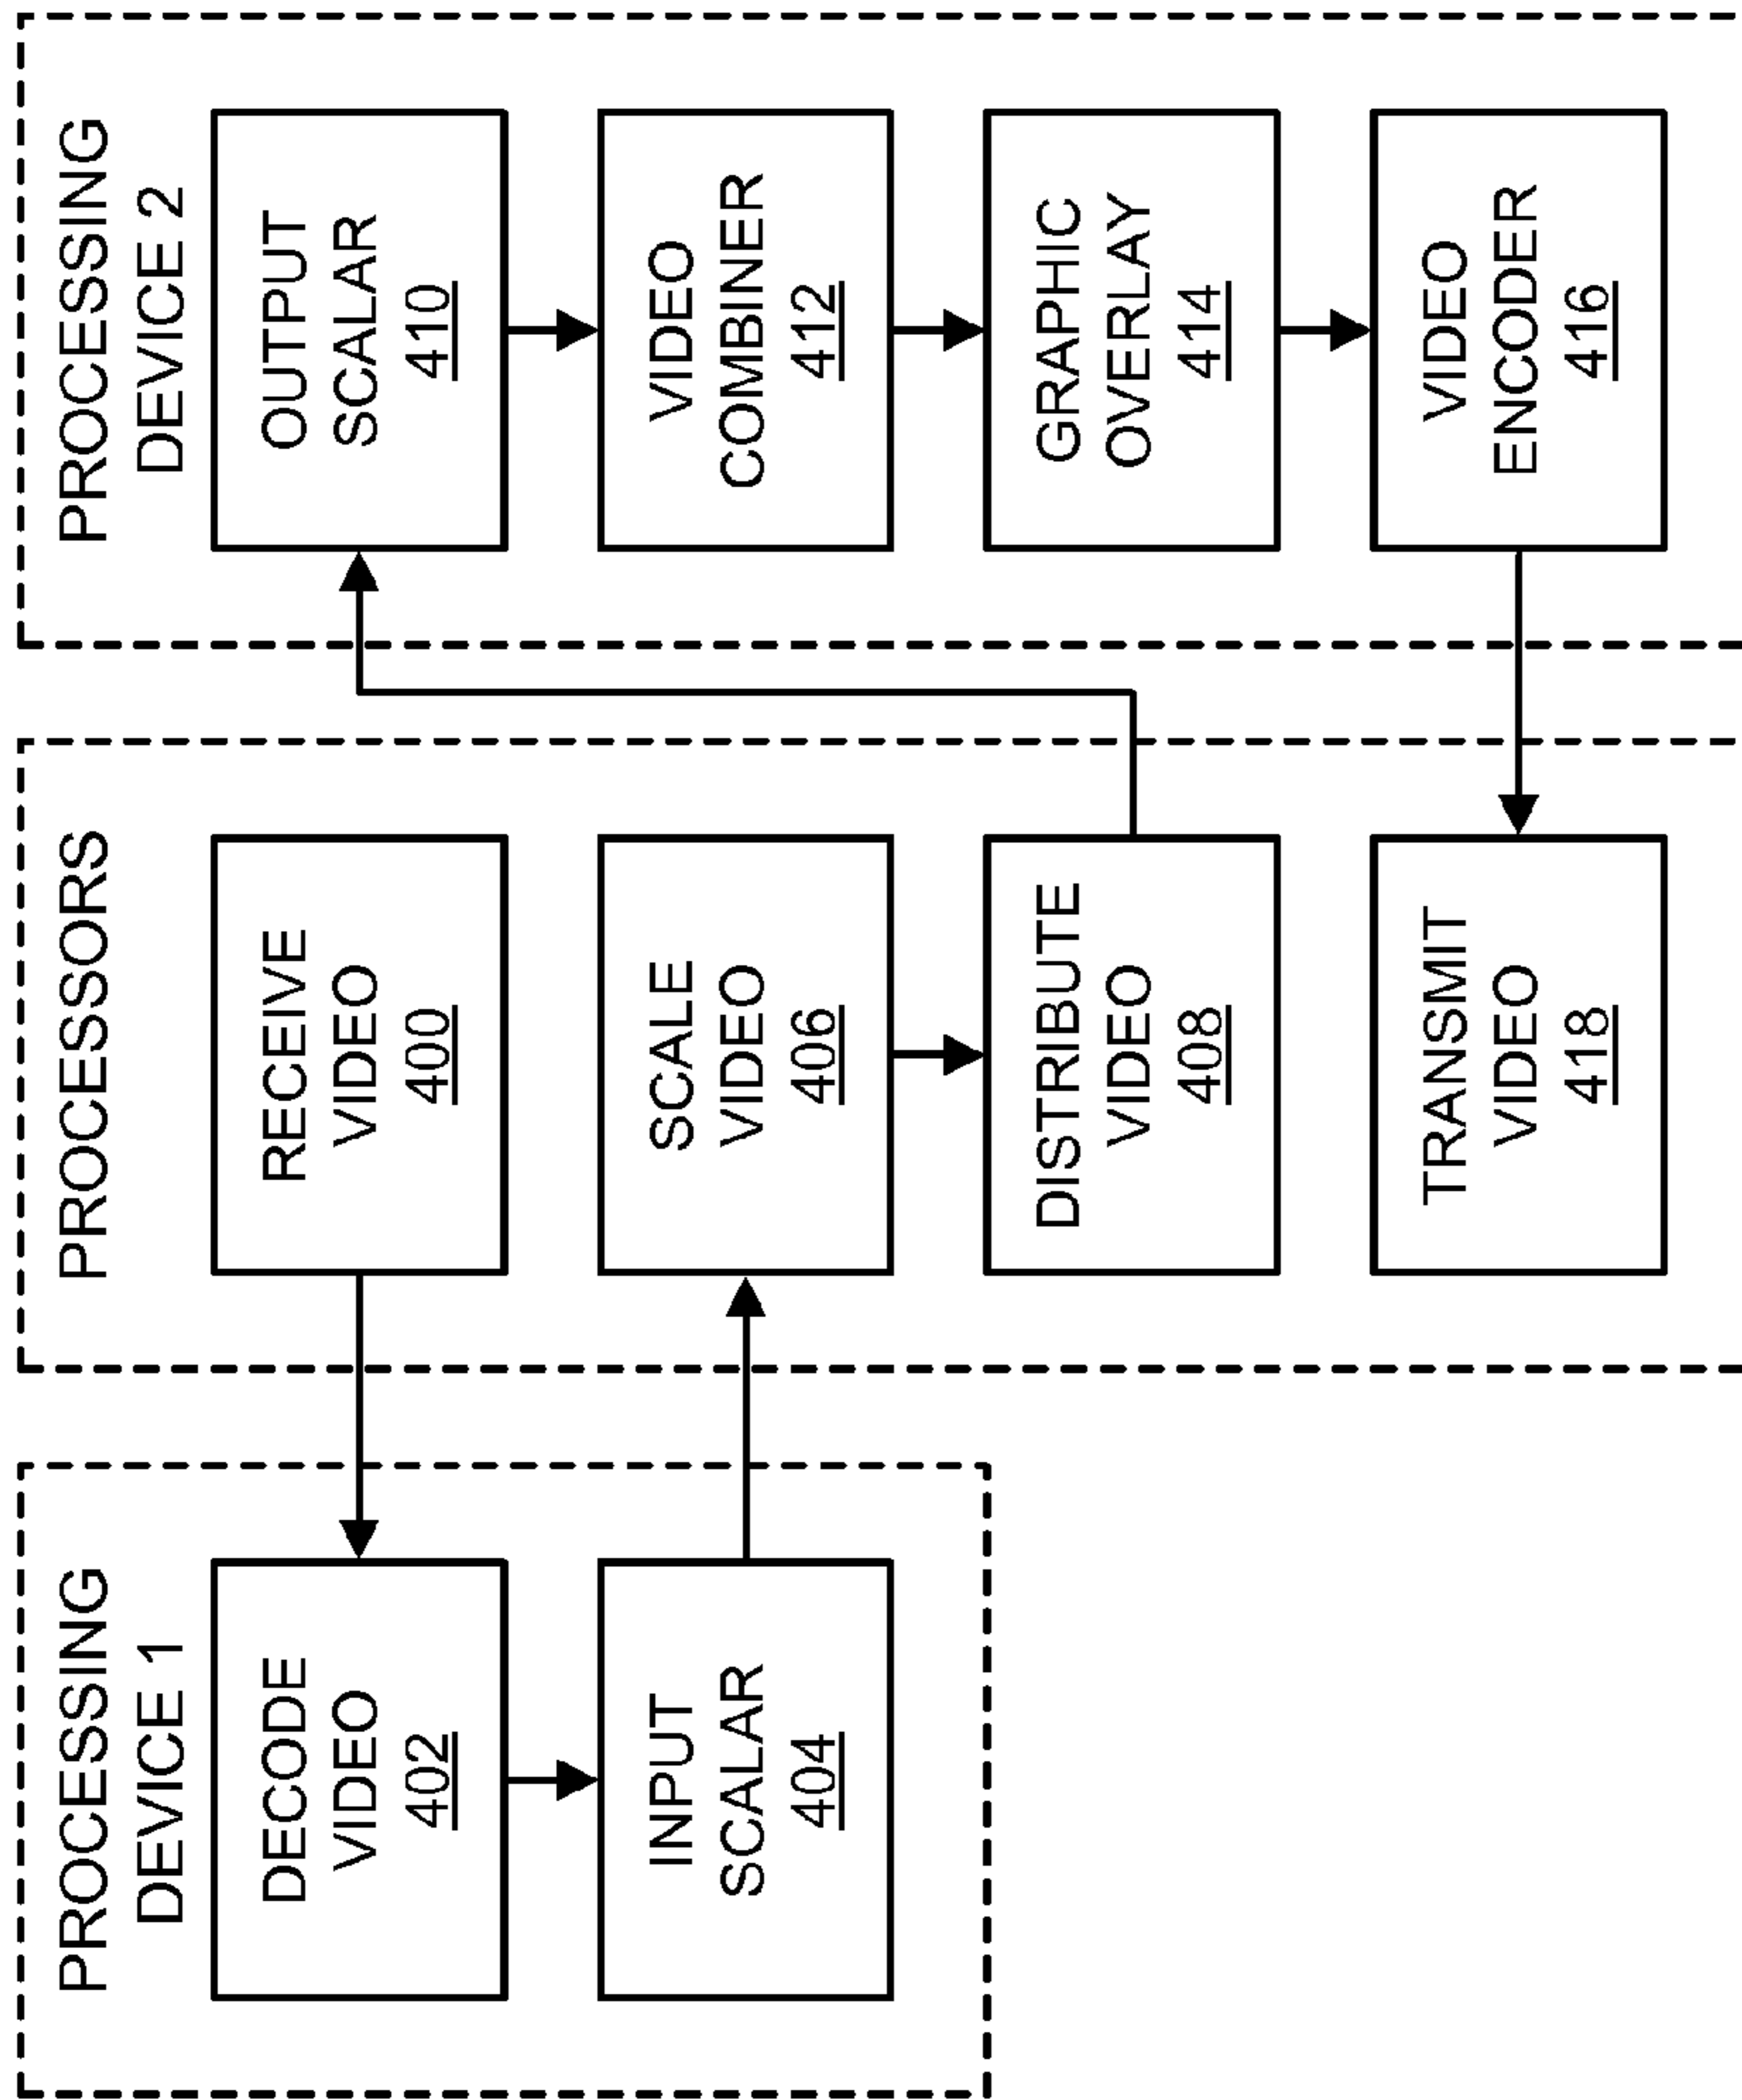 PROCESSING
DEVICE 1
DECODE
VIDEO
402
INPUT
SCALAR
404
PROCESSORS
RECEIVE
VIDEO
400
SCALE
VIDEO
406
DISTRIBUTE
VIDEO
408
TRANSMIT
VIDEO
418
PROCESSING
DEVICE 2
OUTPUT
SCALAR
410
VIDEO
COMBINER
412
GRAPHIC
OVERLAY
414
VIDEO
ENCODER
416